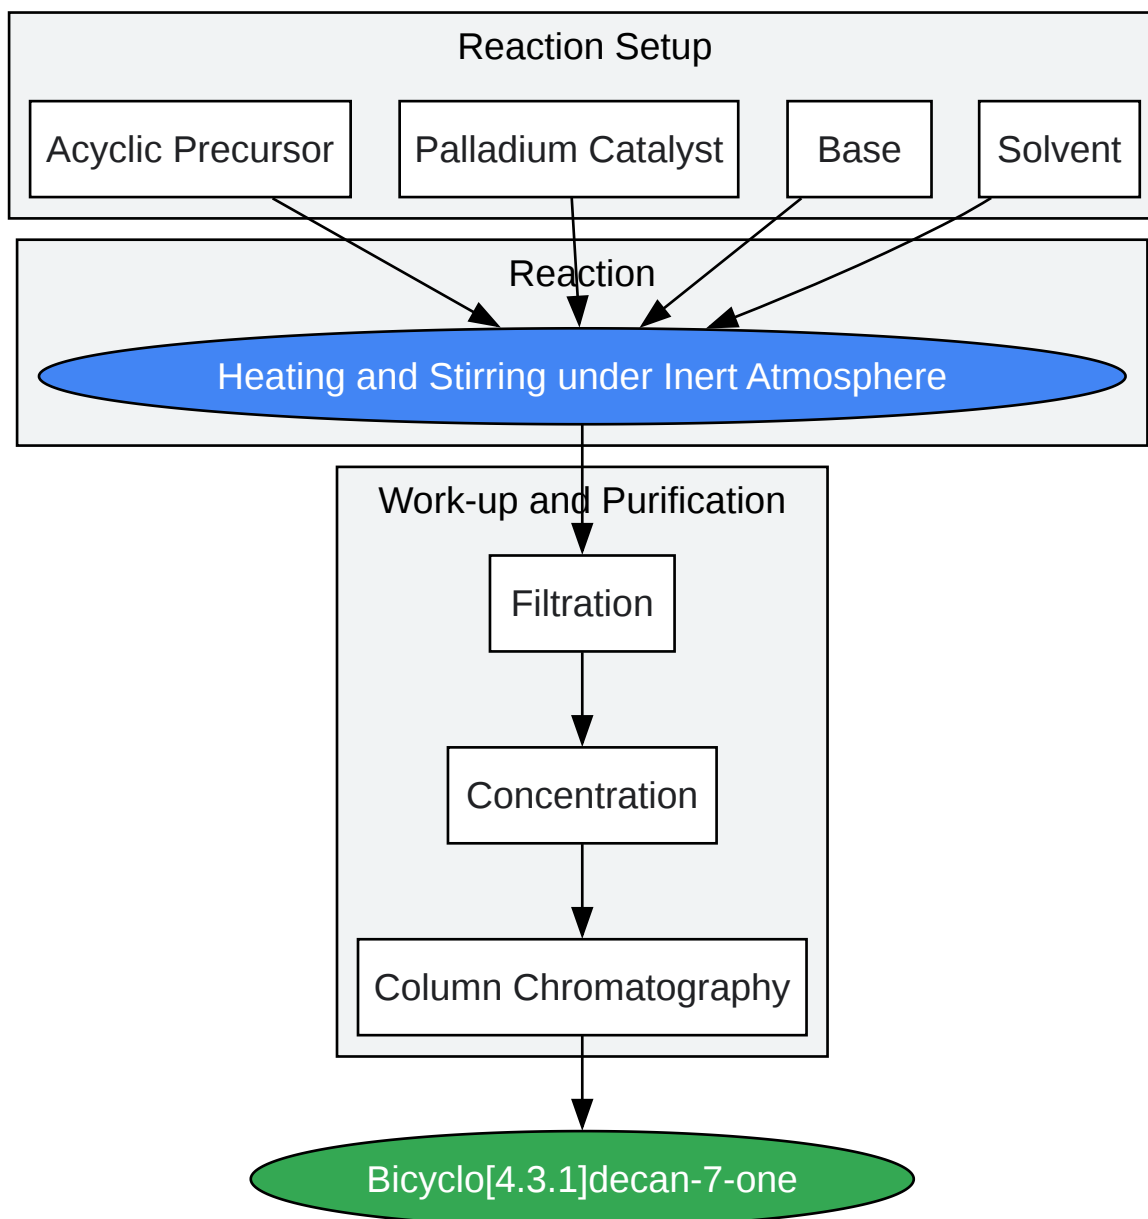 Reaction Setup
Acyclic Precursor
Palladium Catalyst
Base
Solvent
Reaction
Heating and Stirring under Inert Atmosphere
Work-up and Purification
Filtration
Concentration
Column Chromatography
Bicyclo[4.3.1]decan-7-one